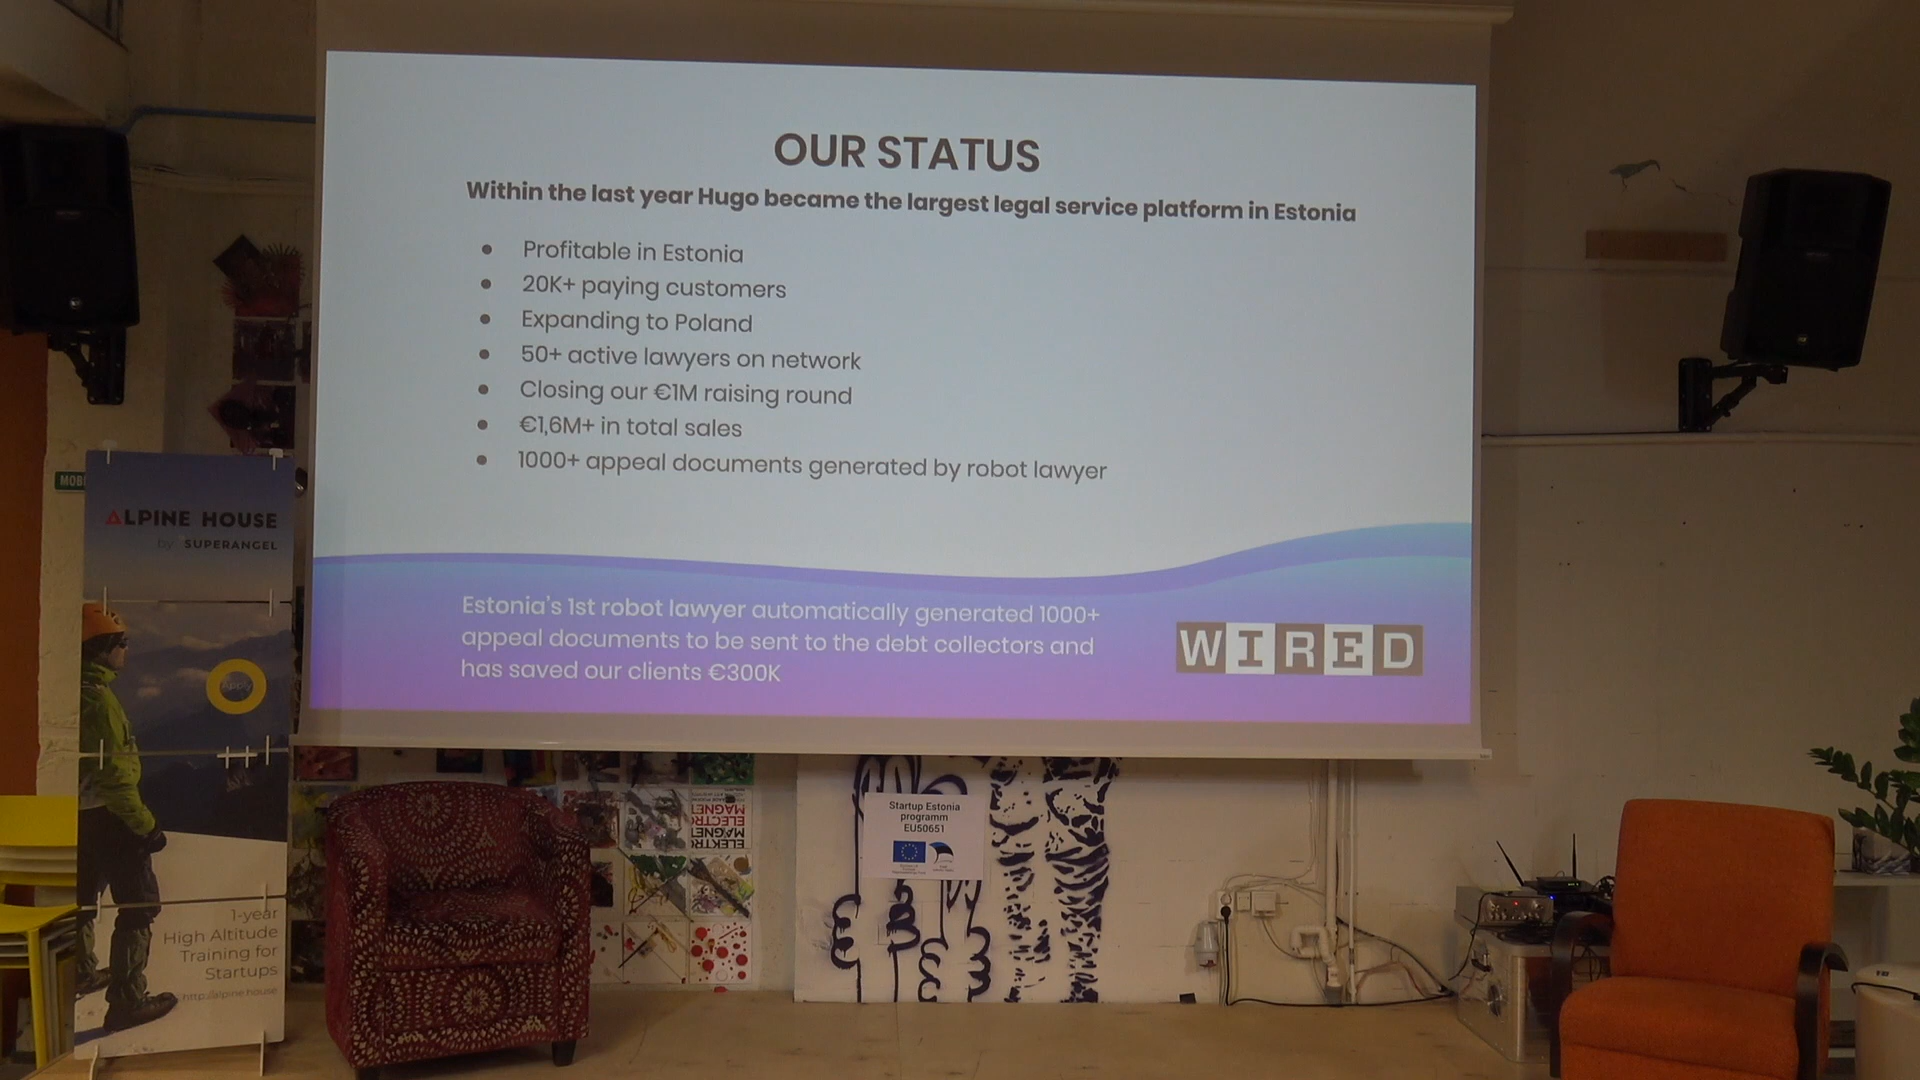 OUR STATUS
Within the last year Hugo became the largest legal service platform in Estonia
● Profitable in Estonia
● 20K+ paying customers
● Expanding to Poland
● 50+ active lawyers on network
● Closing our €1M raising round
● €1,6M+ in total sales
● 1000+ appeal documents generated by robot lawyer
Estonia's 1st robot lawyer automatically generated 1000+
appeal documents to be sent to the debt collectors and
has saved our clients €300K
WIRED
MOBI
ALPINE HOUSE
by SUPERANGEL
Apply
1-year
High Altitude
Training for
Startups
http://alpine.house
Startup Estonia
programm
EU50651